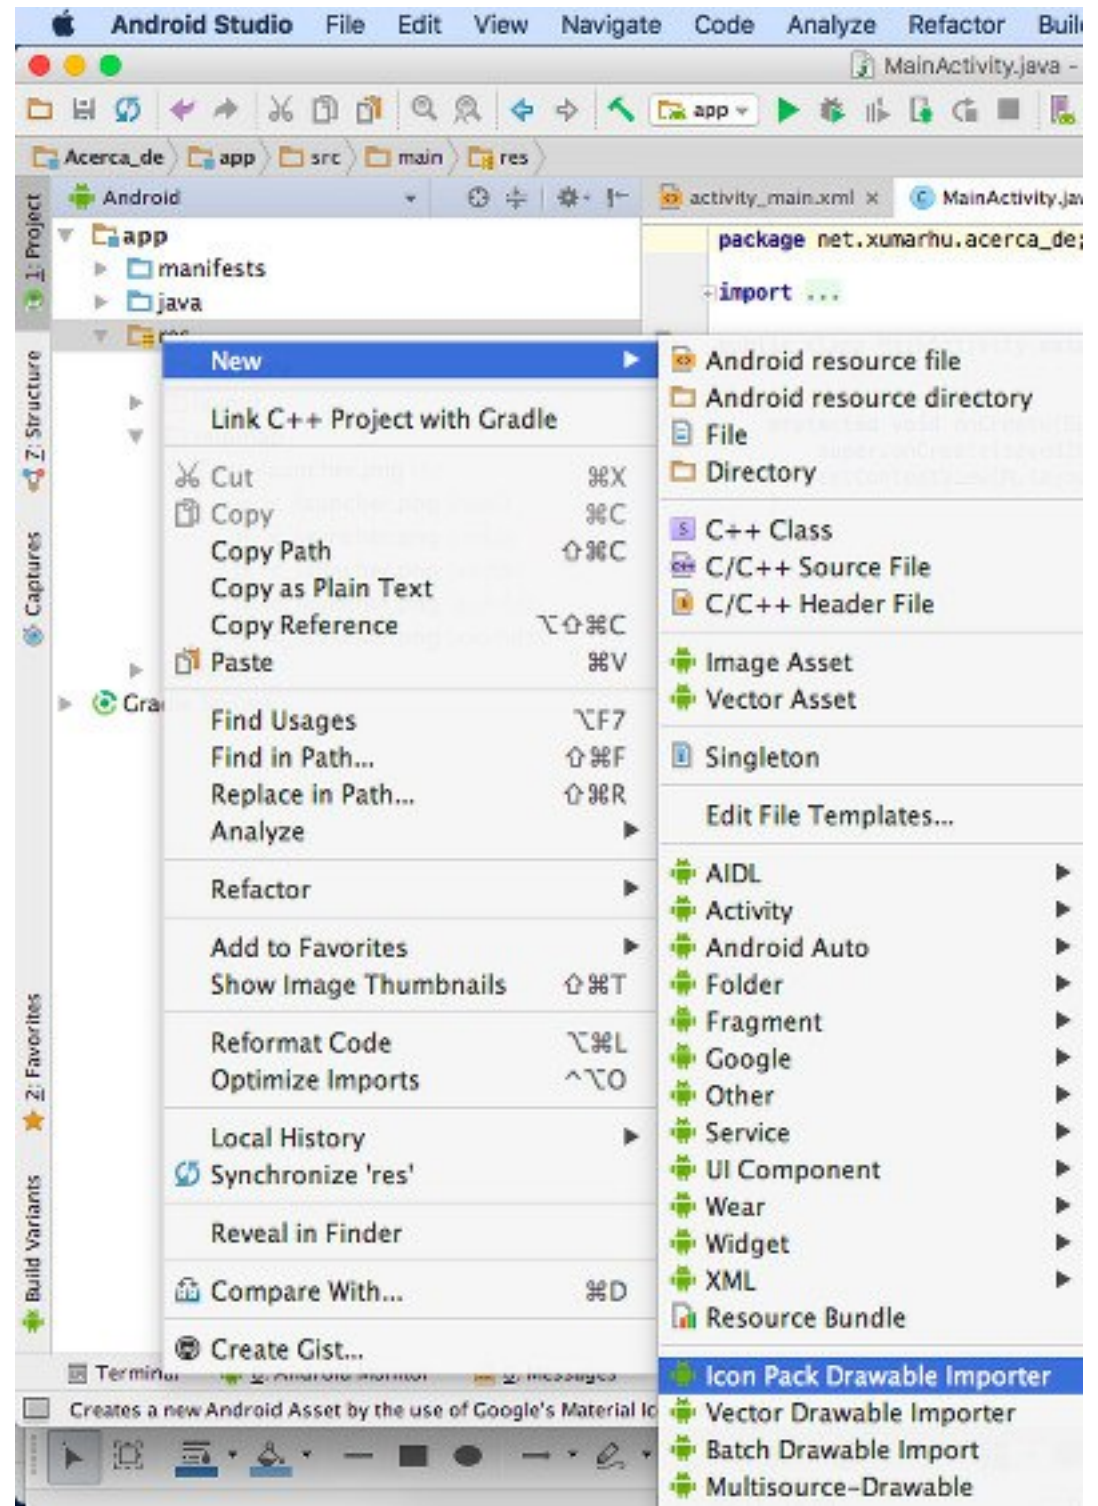 Android Studio File Edit View Navigate Code Analyze Refactor
MainActivity.java -
app
Acerca_de app src main res
Android
activity_main.xml
MainActivity.jav
1: Project
app
manifests
java
res
package net.xumarhu.acerca_de;
import ...
New
Link C++ Project with Gradle
Cut ⌘X
Copy ⌘C
Copy Path ⇧⌘C
Copy as Plain Text
Copy Reference ⌥⇧⌘C
Paste ⌘V
Find Usages ⌥F7
Find in Path... ⇧⌘F
Replace in Path... ⇧⌘R
Analyze
Refactor
Add to Favorites
Show Image Thumbnails ⇧⌘T
Reformat Code ⌥⌘L
Optimize Imports ^⌥O
Local History
Synchronize 'res'
Reveal in Finder
Compare With... ⌘D
Create Gist...
Android resource file
Android resource directory
File
Directory
C++ Class
C/C++ Source File
C/C++ Header File
Image Asset
Vector Asset
Singleton
Edit File Templates...
AIDL
Activity
Android Auto
Folder
Fragment
Google
Other
Service
UI Component
Wear
Widget
XML
Resource Bundle
Icon Pack Drawable Importer
Vector Drawable Importer
Batch Drawable Import
Multisource-Drawable
7: Structure
Captures
2: Favorites
Build Variants
Gra
Terminal
Creates a new Android Asset by the use of Google's Material Ic